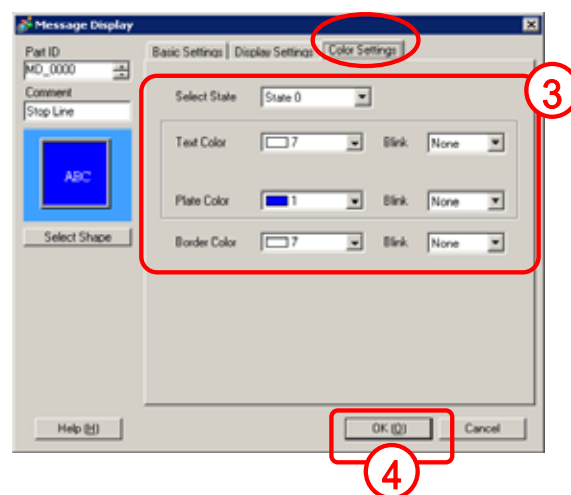 Message Display
Part ID
MD_0000
Comment
Stop Line
ABC
Select Shape
Basic Settings Display Settings Color Settings
3
Select State State 0
Text Color 7 Blink None
Plate Color 1 Blink None
Border Color 7 Blink None
Help (H) OK (O) Cancel
4